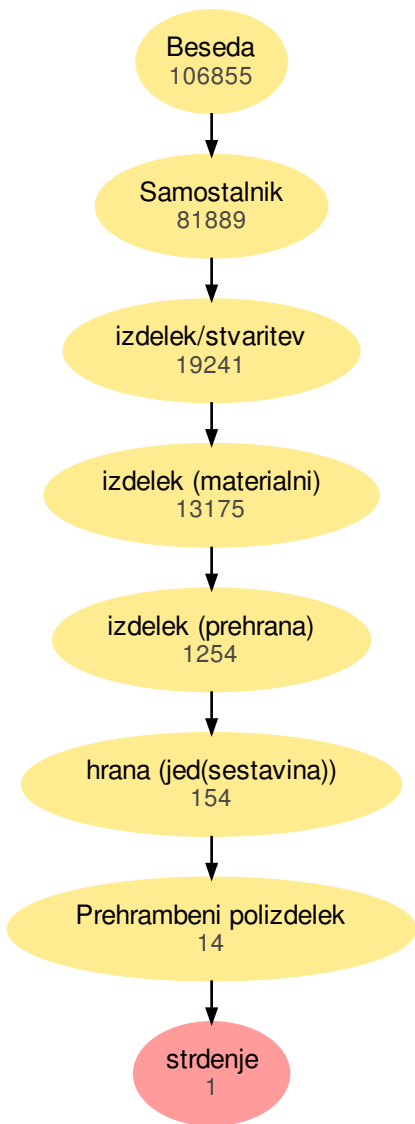 Beseda
106855
Samostalnik
81889
izdelek/stvaritev
19241
izdelek (materialni)
13175
izdelek (prehrana)
1254
hrana (jed(sestavina))
154
Prehrambeni polizdelek
14
strdenje
1